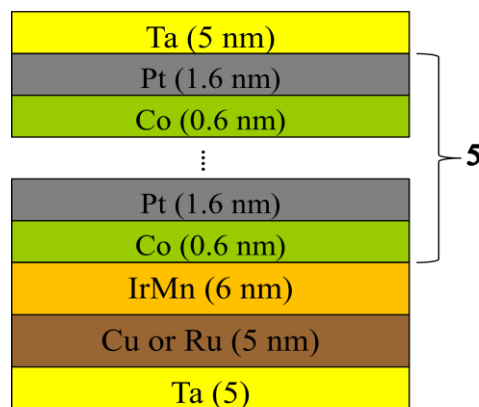 Ta (5 nm)
Pt (1.6 nm)
Co (0.6 nm)
5
Pt (1.6 nm)
Co (0.6 nm)
IrMn (6 nm)
Cu or Ru (5 nm)
Ta (5)